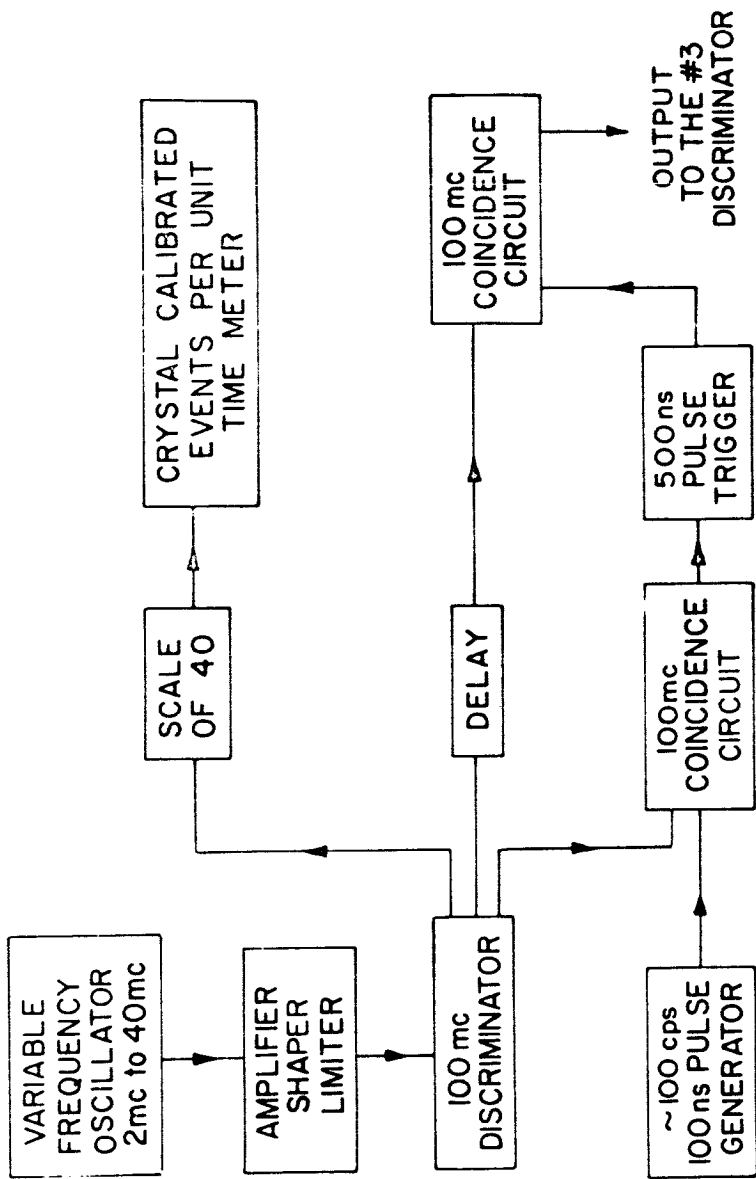 VARIABLE
FREQUENCY
OSCILLATOR
2mc to 40mc
AMPLIFIER
SHAPER
LIMITER
100 mc
DISCRIMINATOR
~100 cps
100 ns PULSE
GENERATOR
SCALE
OF 40
DELAY
100mc
COINCIDENCE
CIRCUIT
CRYSTAL CALIBRATED
EVENTS PER UNIT
TIME METER
500ns
PULSE
TRIGGER
100 mc
COINCIDENCE
CIRCUIT
OUTPUT
TO THE #3
DISCRIMINATOR